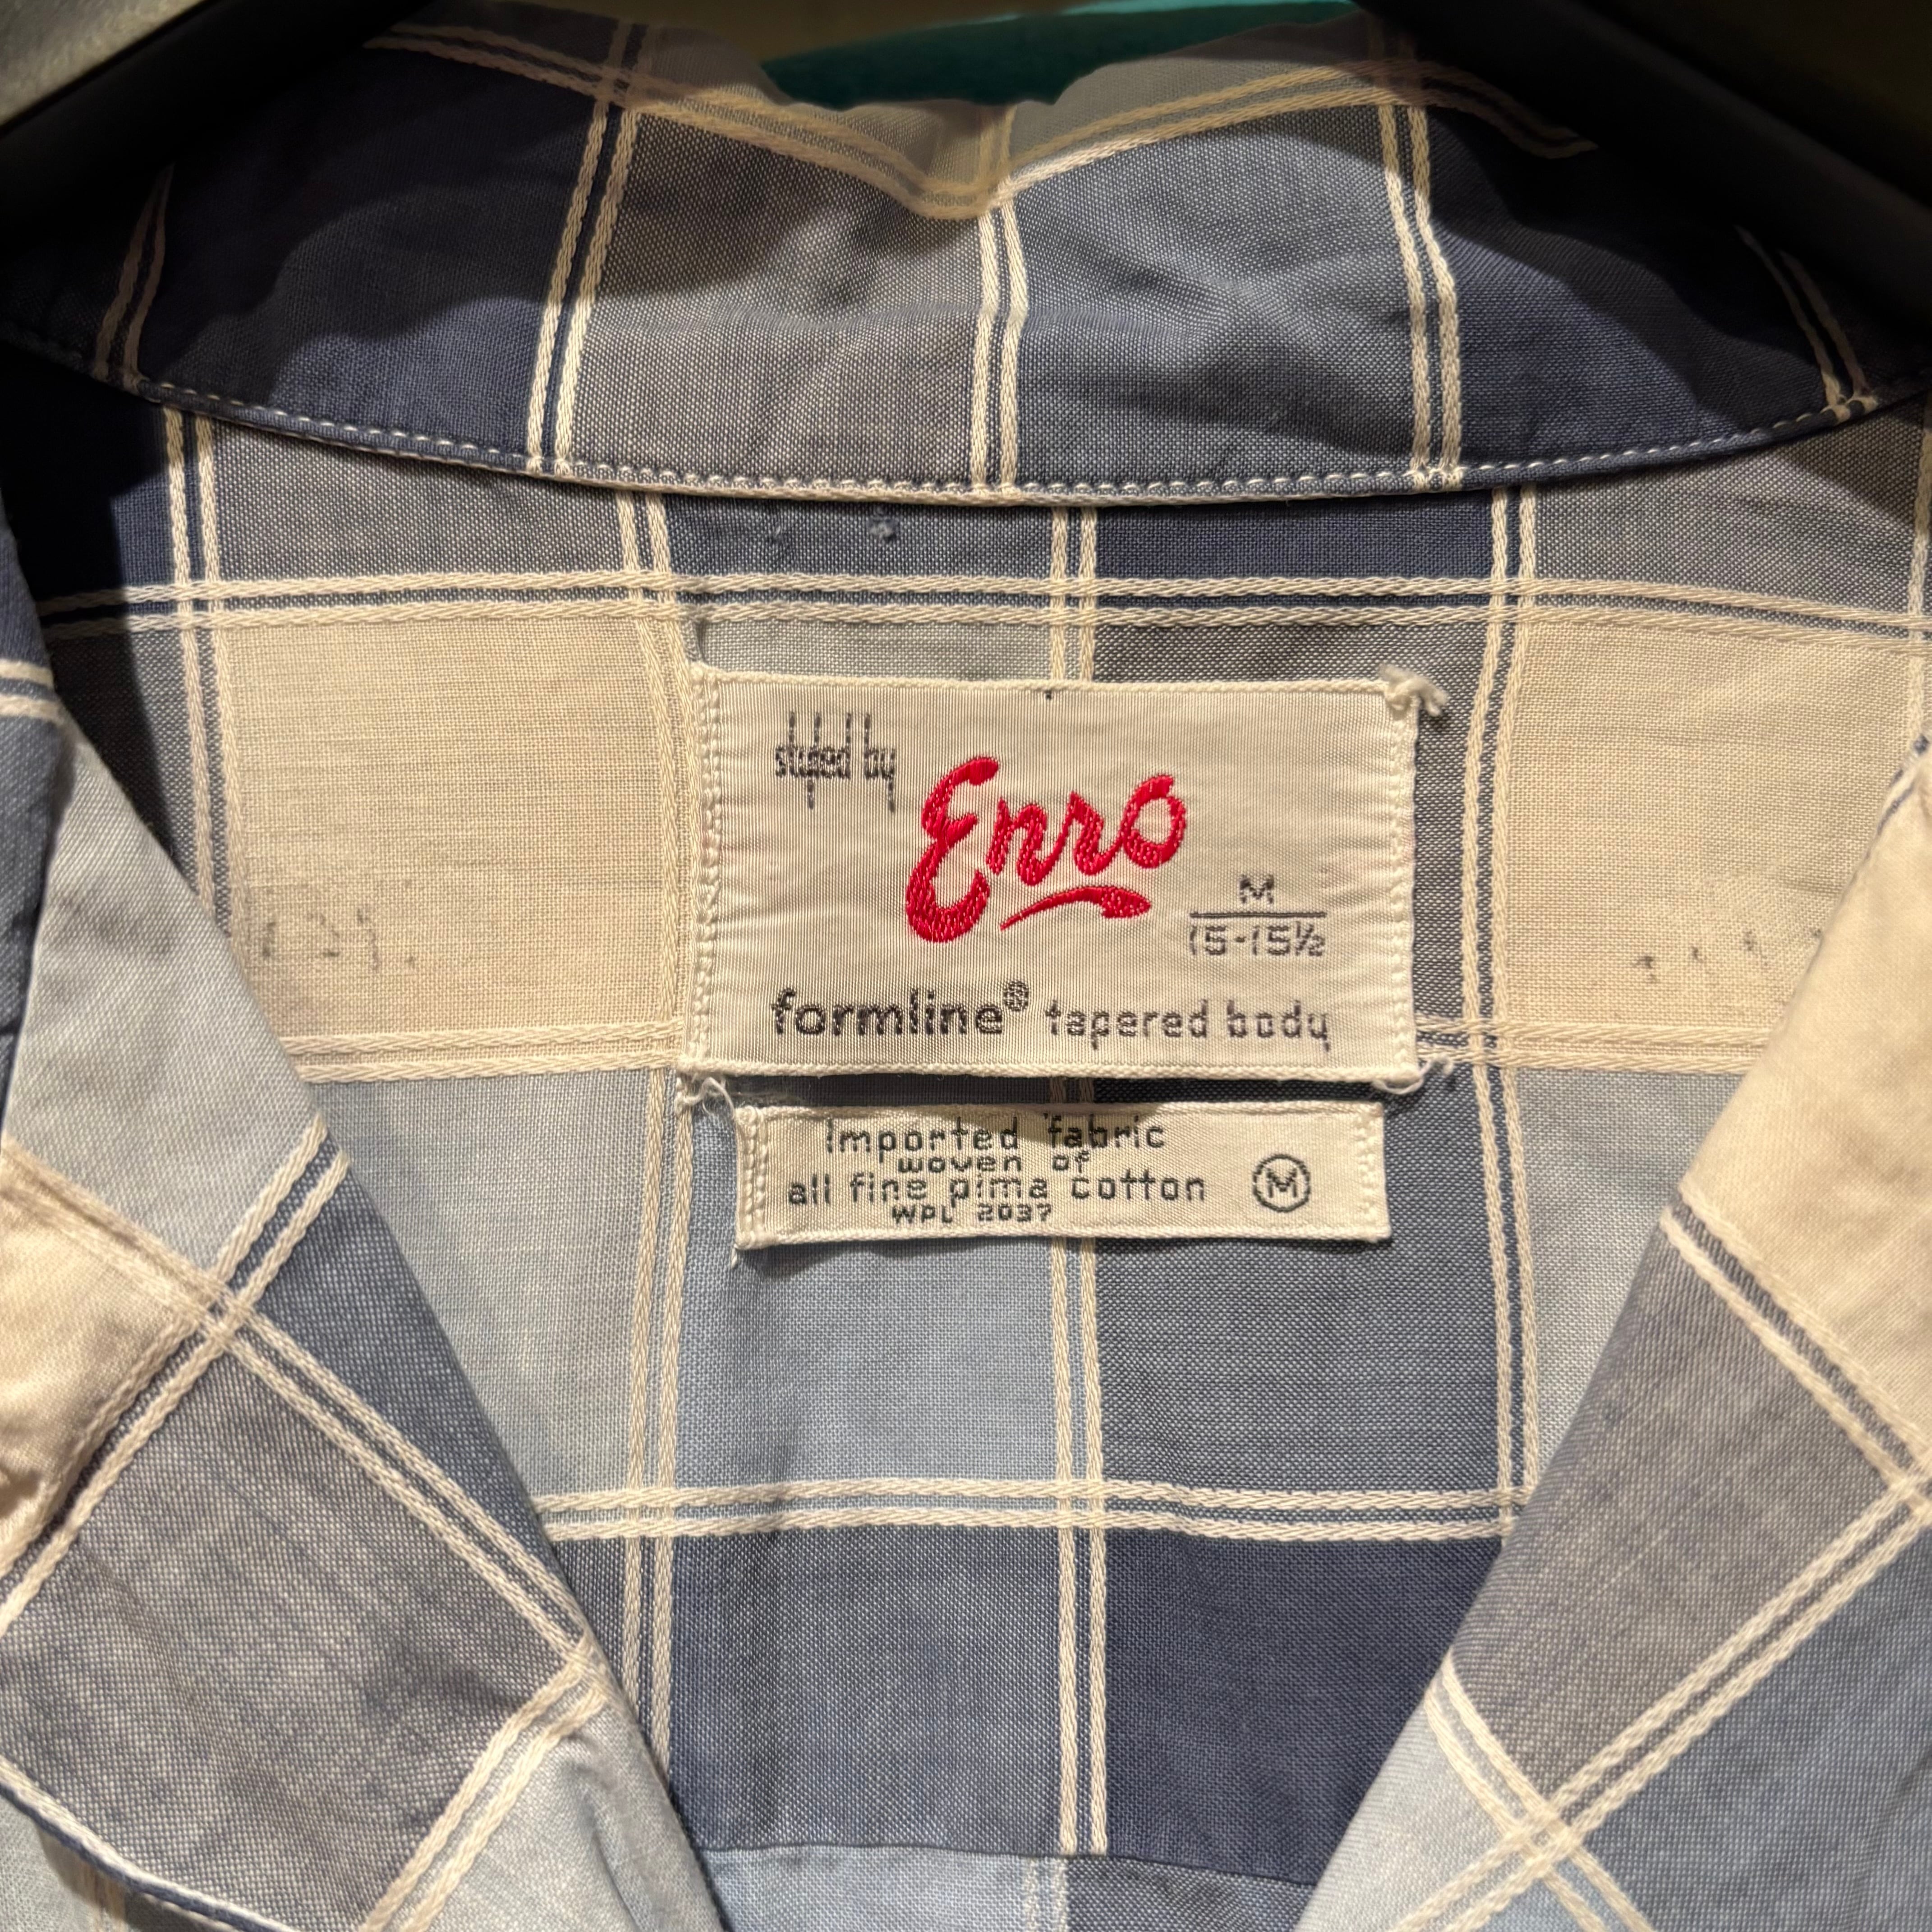 styled by
Enro
M
15-15½
formline® tapered body
Imported fabric
woven of
all fine pima cotton
WPL 2037
M